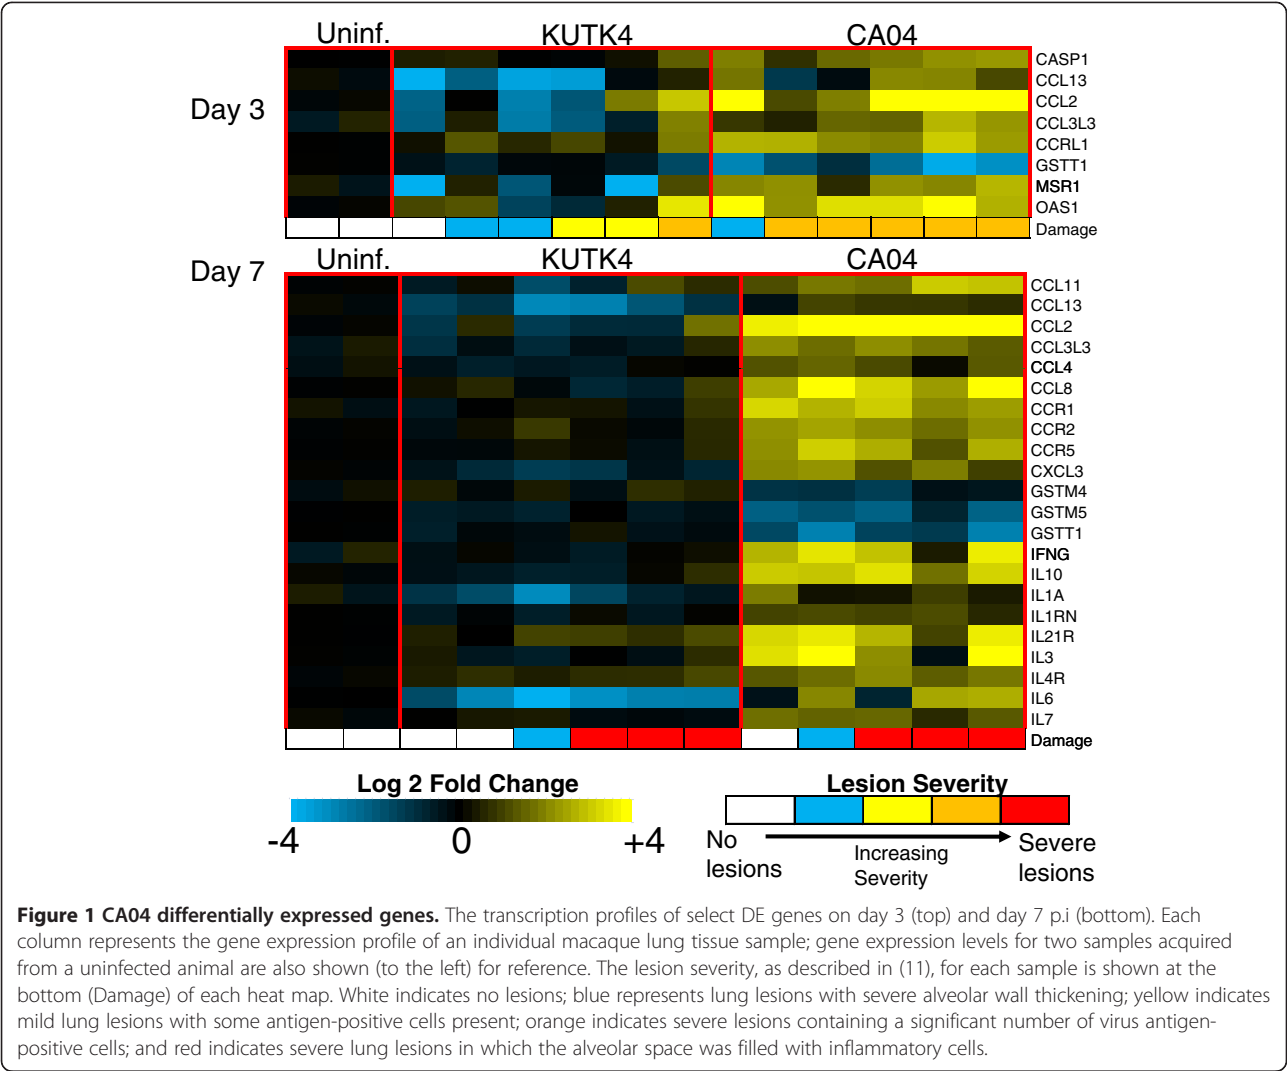 Uninf. KUTK4 CA04
Day 3
CASP1
CCL13
CCL2
CCL3L3
CCRL1
GSTT1
MSR1
OAS1
Damage
Day 7
Uninf. KUTK4 CA04
CCL11
CCL13
CCL2
CCL3L3
CCL4
CCL8
CCR1
CCR2
CCR5
CXCL3
GSTM4
GSTM5
GSTT1
IFNG
IL10
IL1A
IL1RN
IL21R
IL3
IL4R
IL6
IL7
Damage
Log 2 Fold Change
-4 0 +4
Lesion Severity
No
lesions
Increasing
Severity
Severe
lesions
Figure 1 CA04 differentially expressed genes. The transcription profiles of select DE genes on day 3 (top) and day 7 p.i (bottom). Each
column represents the gene expression profile of an individual macaque lung tissue sample; gene expression levels for two samples acquired
from a uninfected animal are also shown (to the left) for reference. The lesion severity, as described in (11), for each sample is shown at the
bottom (Damage) of each heat map. White indicates no lesions; blue represents lung lesions with severe alveolar wall thickening; yellow indicates
mild lung lesions with some antigen-positive cells present; orange indicates severe lesions containing a significant number of virus antigen-
positive cells; and red indicates severe lung lesions in which the alveolar space was filled with inflammatory cells.